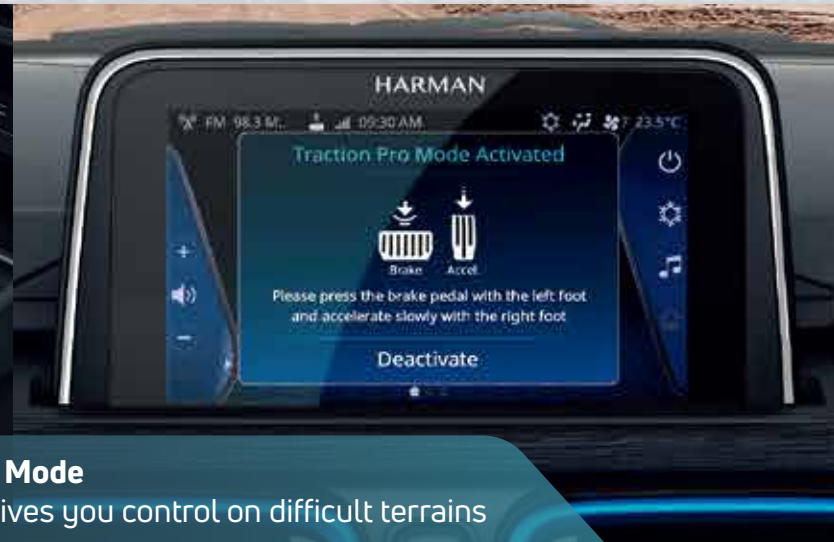 HARMAN
FM 98.3 M.. 09:30 AM 7 23.5°C
Traction Pro Mode Activated
Brake Accel.
Please press the brake pedal with the left foot
and accelerate slowly with the right foot
Deactivate
Mode
ives you control on difficult terrains